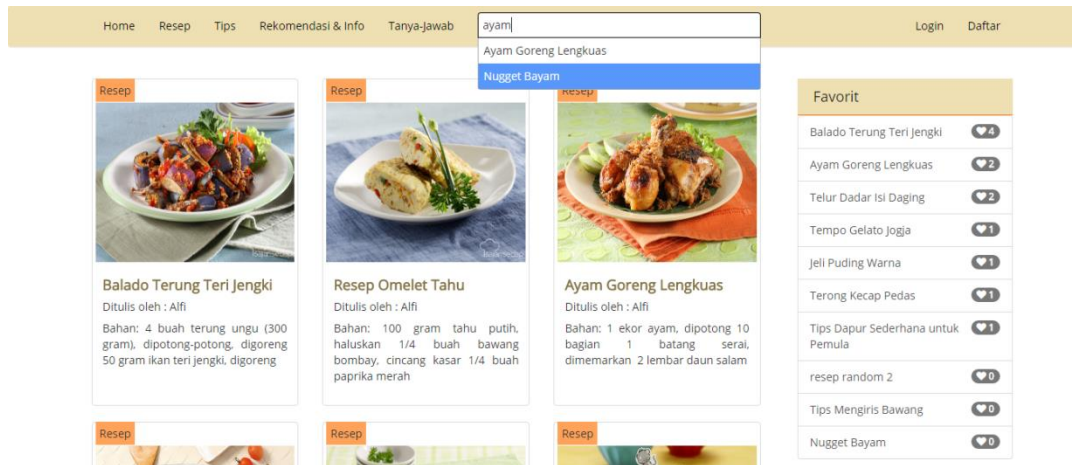 Home Resep Tips Rekomendasi & Info Tanya-Jawab ayam Login Daftar
Ayam Goreng Lengkuas
Nugget Bayam
Resep
Balado Terung Teri Jengki
Ditulis oleh : Alfi
Bahan: 4 buah terung ungu (300
gram), dipotong-potong, digoreng
50 gram ikan teri jengki, digoreng
Resep
Resep Omelet Tahu
Ditulis oleh : Alfi
Bahan: 100 gram tahu putih,
haluskan 1/4 buah bawang
bombay, cincang kasar 1/4 buah
paprika merah
Resep
Ayam Goreng Lengkuas
Ditulis oleh : Alfi
Bahan: 1 ekor ayam, dipotong 10
bagian 1 batang serai,
dimemarkan 2 lembar daun salam
Resep
Resep
Resep
Favorit
Balado Terung Teri Jengki 4
Ayam Goreng Lengkuas 2
Telur Dadar Isi Daging 2
Tempo Gelato Jogja 1
Jeli Puding Warna 1
Terong Kecap Pedas 1
Tips Dapur Sederhana untuk 1
Pemula
resep random 2 0
Tips Mengiris Bawang 0
Nugget Bayam 0